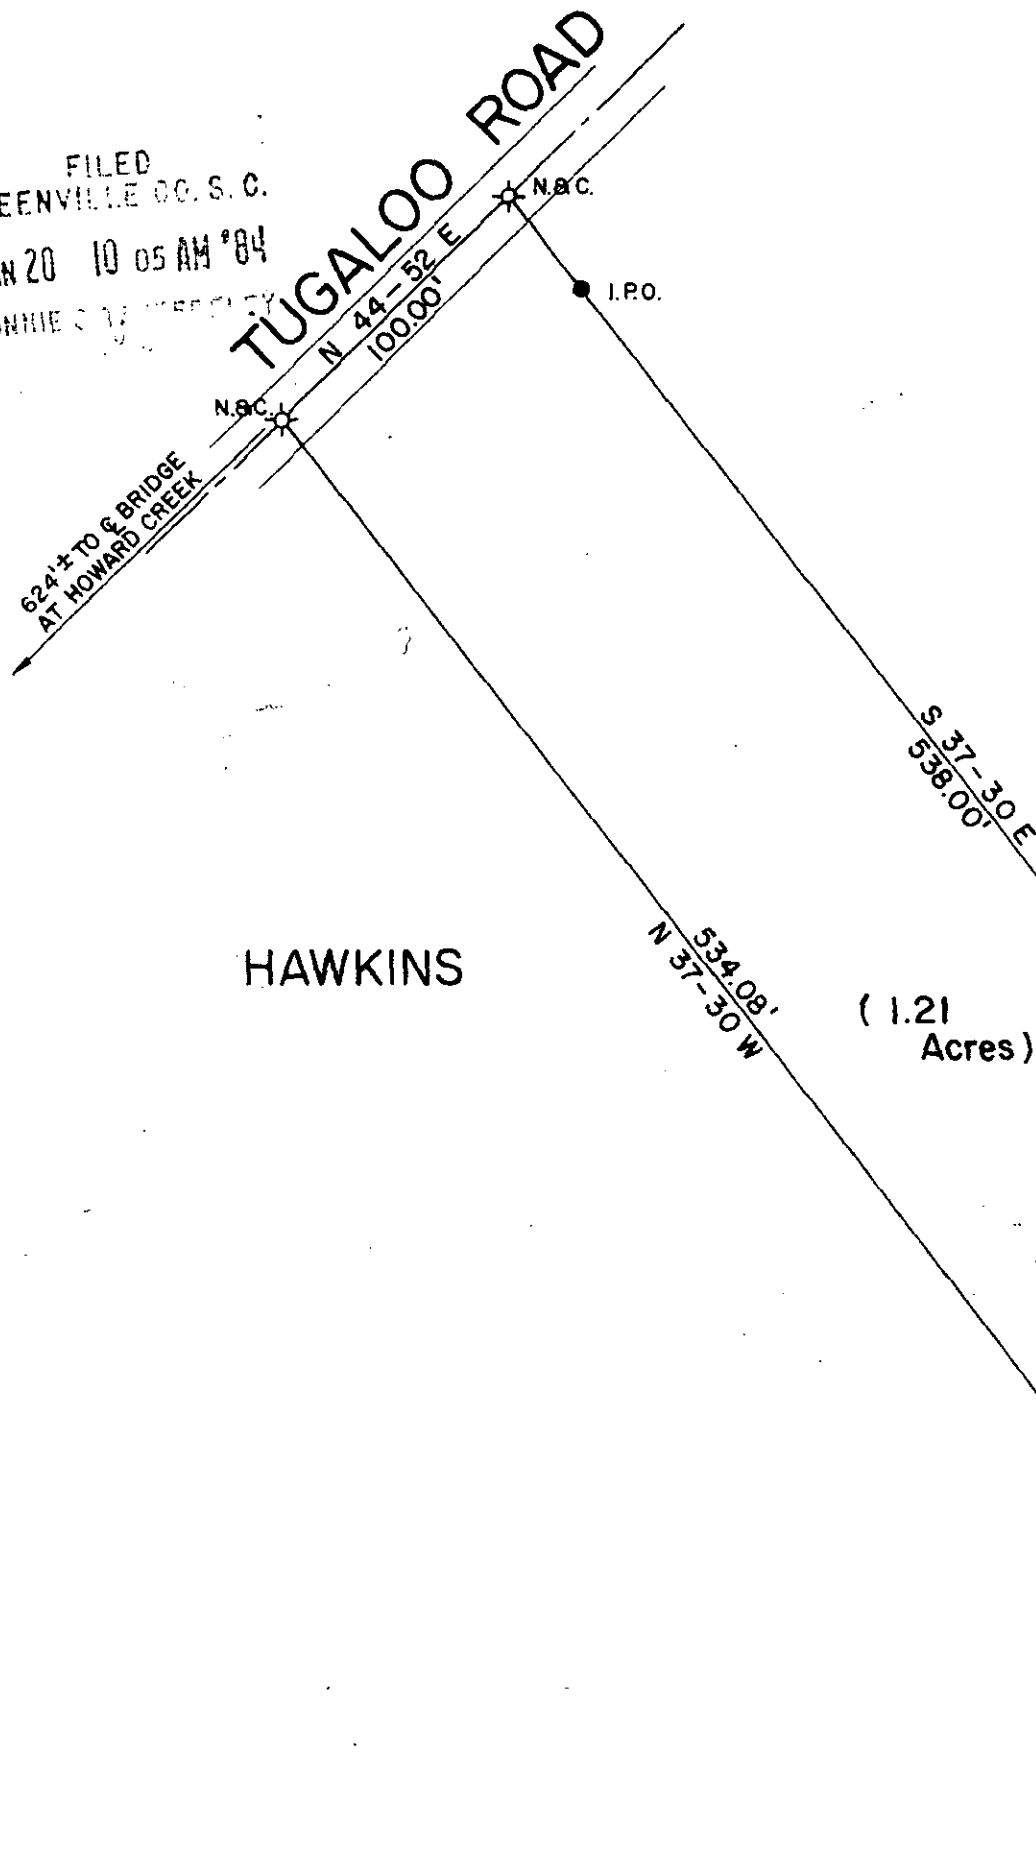 TUGALOO ROAD
FILED
EENVILLE CO. S. C.
N 20 10 05 AM '84
N.&C.
N 44-52 E
100.00'
I.P.O.
N.&C.
624'± TO ℄ BRIDGE
AT HOWARD CREEK
S 37-30 E
538.00'
534.08'
N 37-30 W
HAWKINS
( 1.21
Acres)